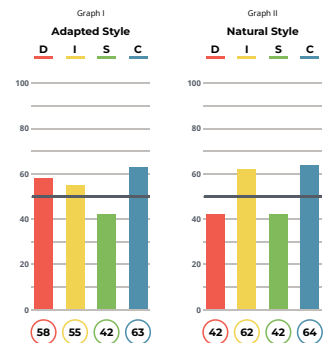 Graph I
Adapted Style
D I S C
100
80
60
40
20
0
58 55 42 63
Graph II
Natural Style
D I S C
100
80
60
40
20
0
42 62 42 64